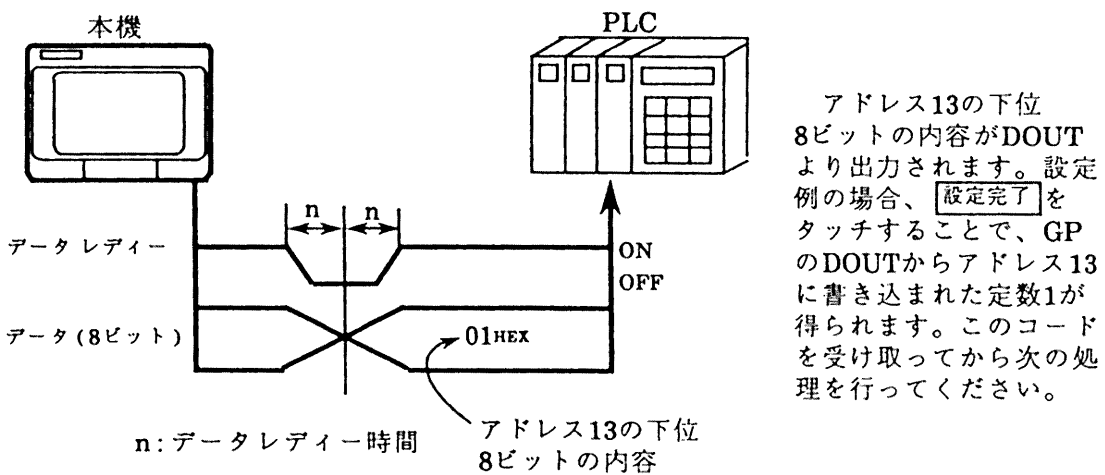 本機
PLC
n
n
データレディー
ON
OFF
データ(8ビット)
01HEX
n:データレディー時間
アドレス13の下位
8ビットの内容
アドレス13の下位
8ビットの内容がDOUT
より出力されます。設定
例の場合、設定完了を
タッチすることで、GP
のDOUTからアドレス13
に書き込まれた定数1が
得られます。このコード
を受け取ってから次の処
理を行ってください。